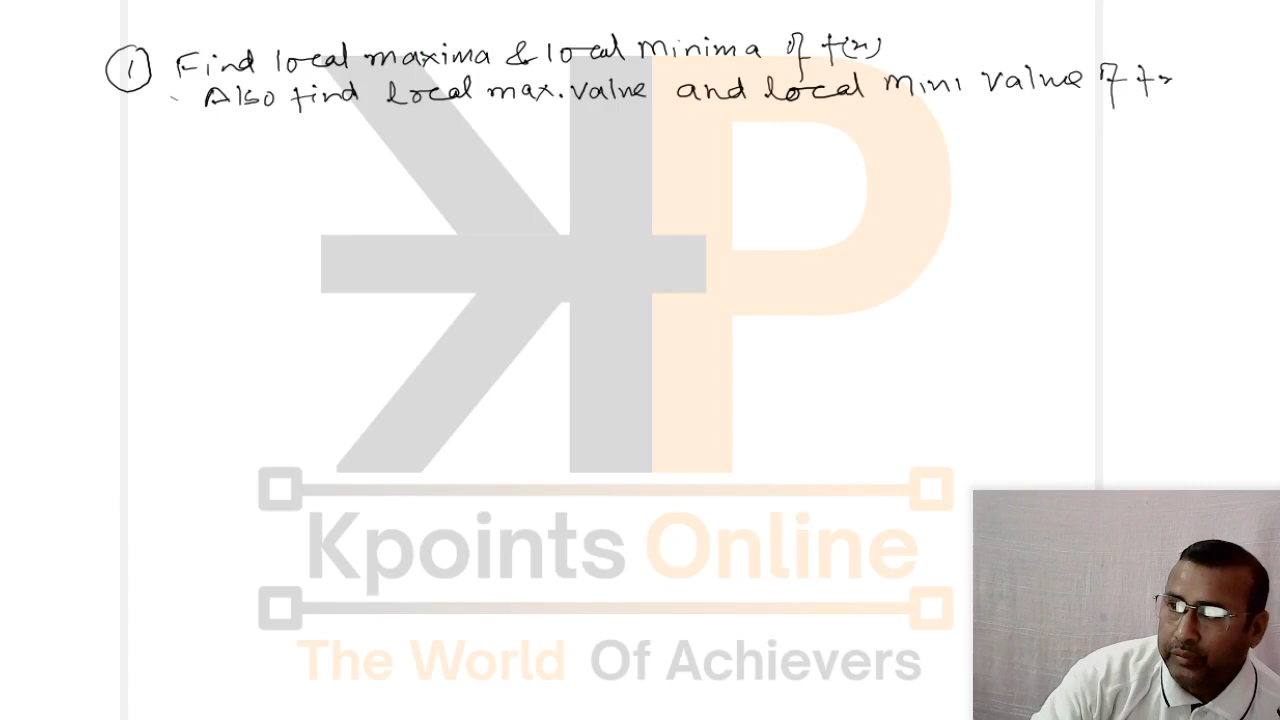 ① Find local maxima & local minima of f(x)
Also find local max. value and local mini value of fx
Kpoints Online
The World Of Achievers